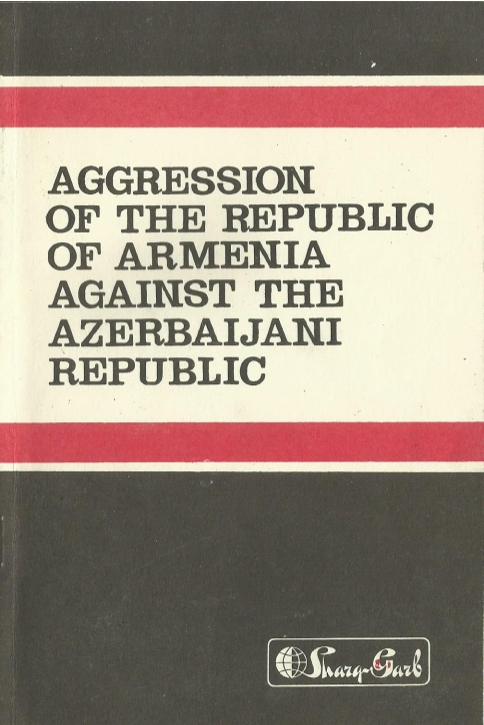 AGGRESSION
OF THE REPUBLIC
OF ARMENIA
AGAINST THE
AZERBAIJANI
REPUBLIC
Sharq-Garb